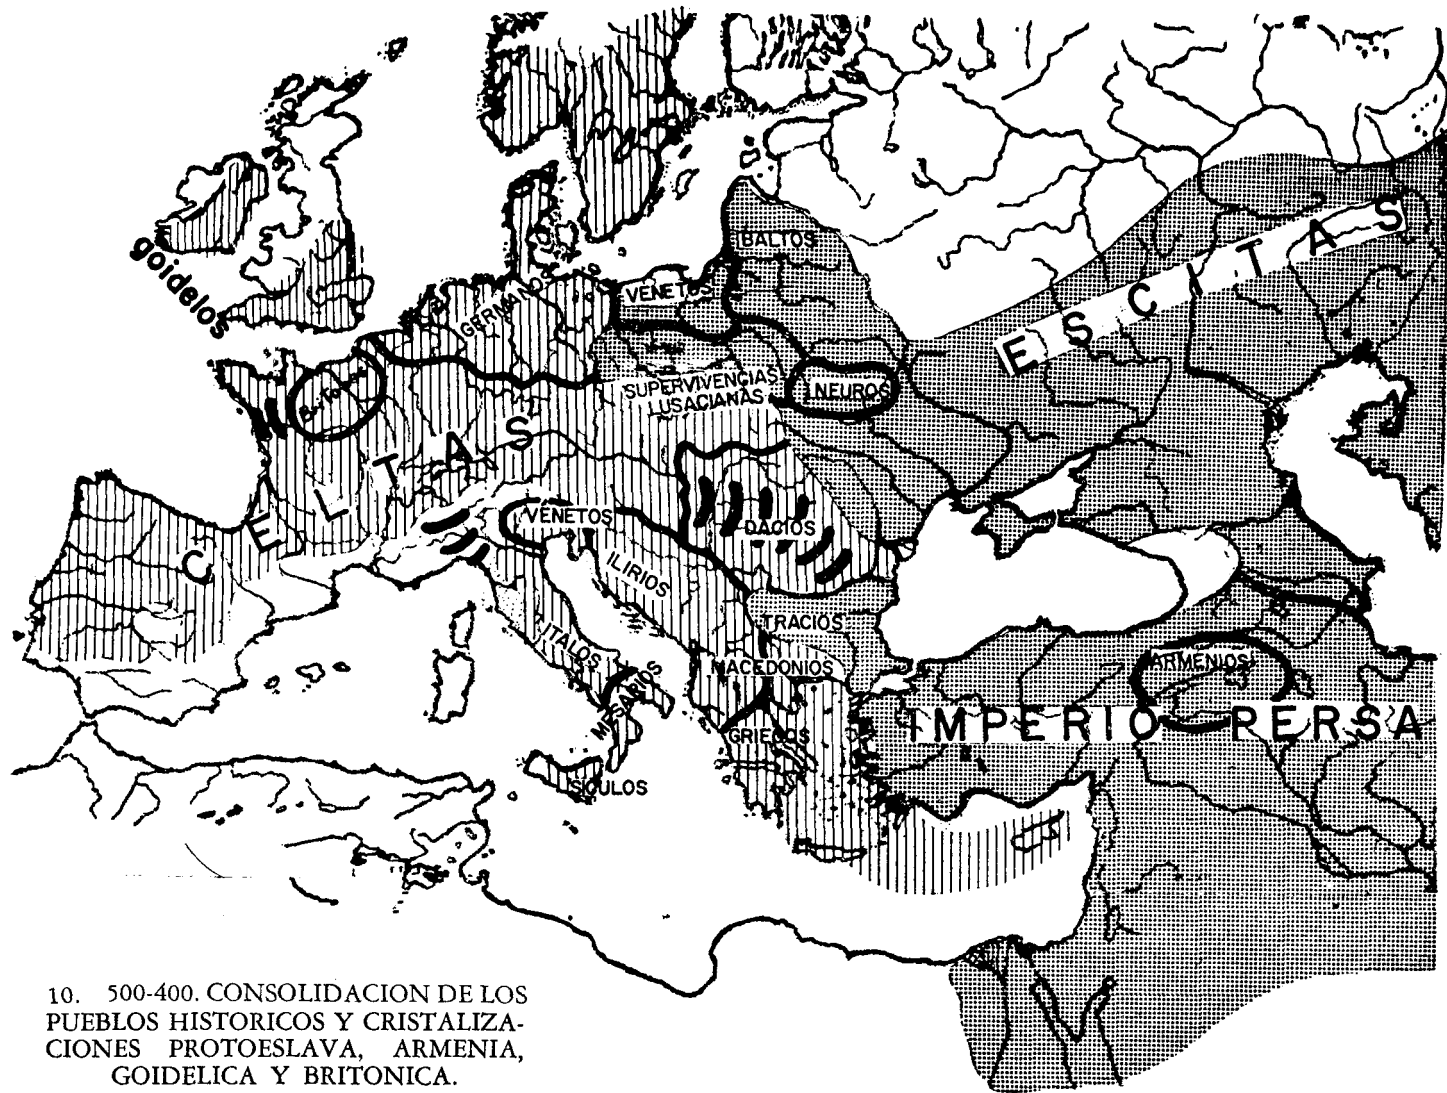 BALTOS
ESCITAS
goidelos
VENETOS
GERMANOS
SUPERVIVENCIAS
LUSACIANAS
NEUROS
CELTAS
VENETOS
DACIOS
ILIRIOS
TRACIOS
ITALOS
MACEDONIOS
ARMENIOS
MESAPIOS
GRIEGOS
IMPERIO PERSA
SICULOS
10. 500-400. CONSOLIDACION DE LOS
PUEBLOS HISTORICOS Y CRISTALIZA-
CIONES PROTOESLAVA, ARMENIA,
GOIDELICA Y BRITONICA.